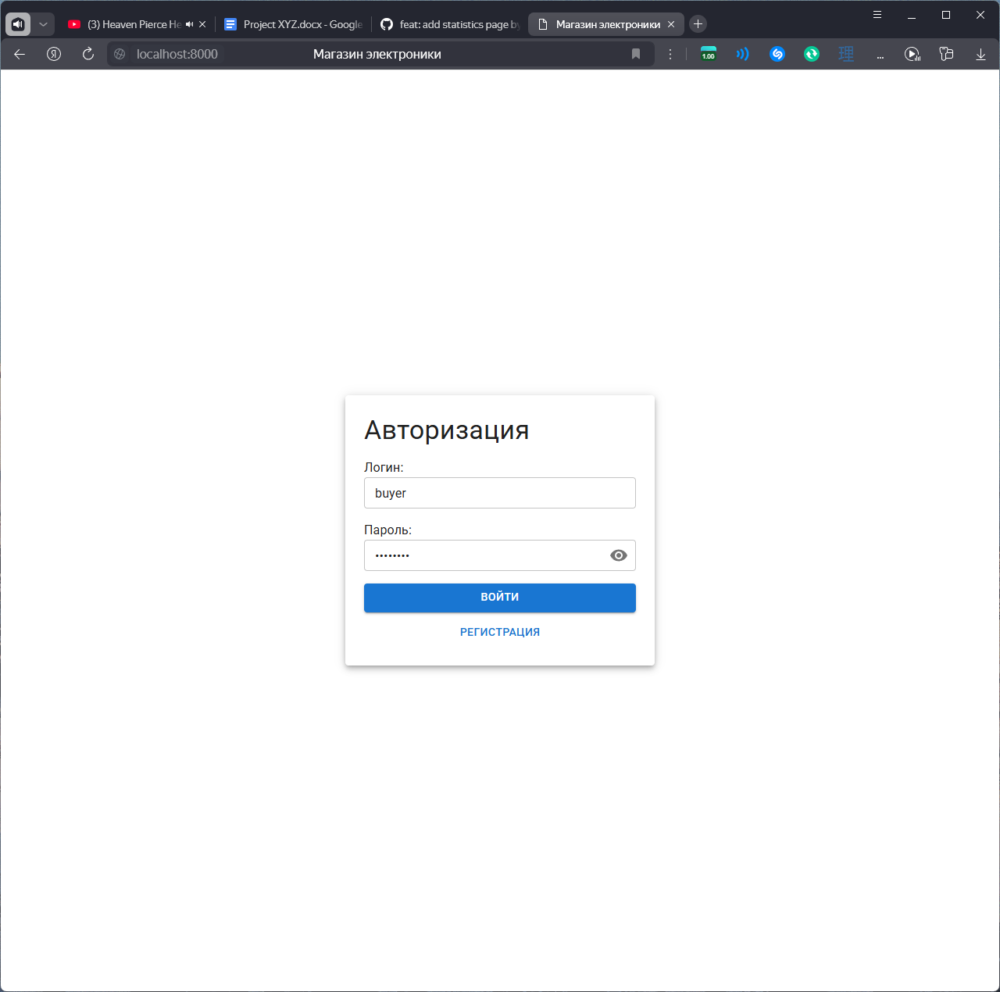 (3) Heaven Pierce He
Project XYZ.docx - Google
feat: add statistics page by
Магазин электроники
localhost:8000
Магазин электроники
1.00
理
...
Авторизация
Логин:
buyer
Пароль:
••••••••
ВОЙТИ
РЕГИСТРАЦИЯ